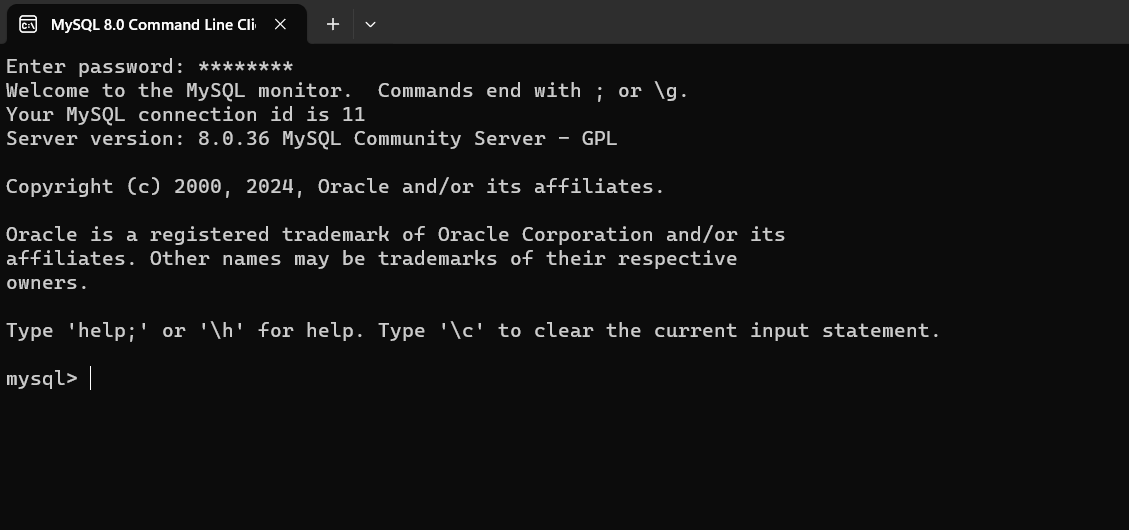 MySQL 8.0 Command Line Cli
Enter password: ********
Welcome to the MySQL monitor.  Commands end with ; or \g.
Your MySQL connection id is 11
Server version: 8.0.36 MySQL Community Server - GPL
Copyright (c) 2000, 2024, Oracle and/or its affiliates.
Oracle is a registered trademark of Oracle Corporation and/or its
affiliates. Other names may be trademarks of their respective
owners.
Type 'help;' or '\h' for help. Type '\c' to clear the current input statement.
mysql>